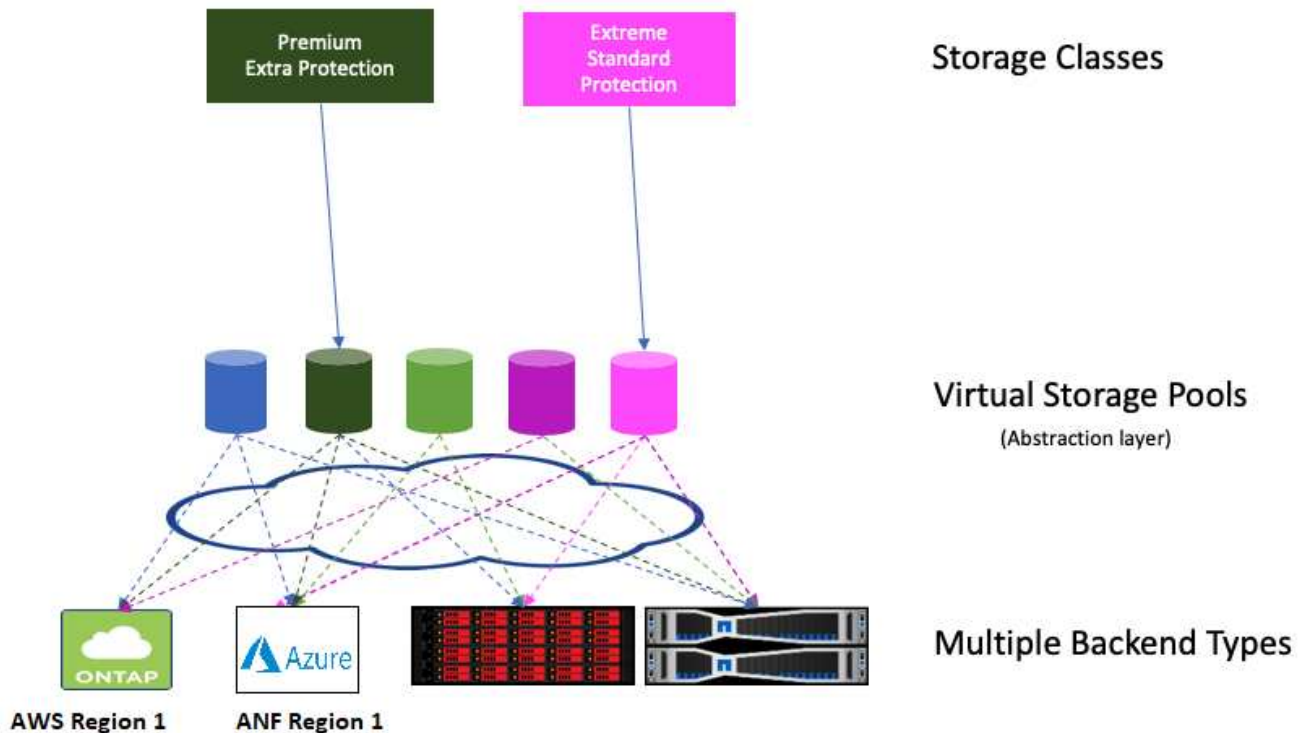 Premium
Extra Protection
Extreme
Standard
Protection
Storage Classes
Virtual Storage Pools
(Abstraction layer)
ONTAP
Azure
Multiple Backend Types
AWS Region 1
ANF Region 1